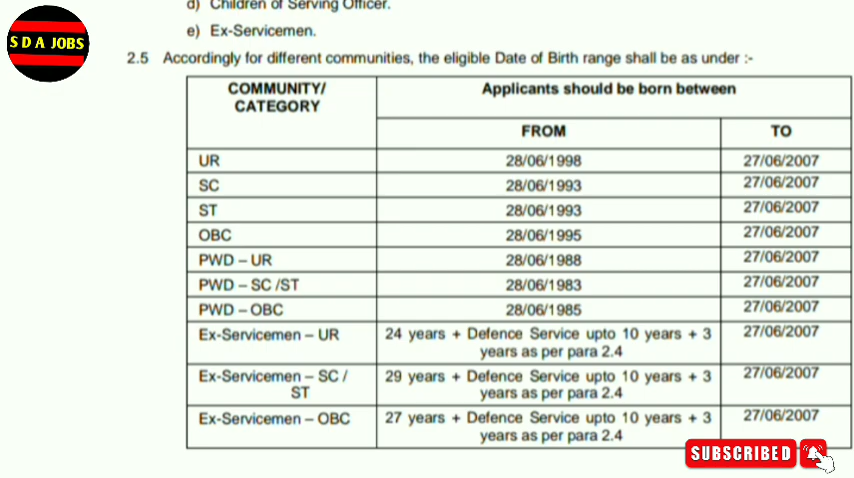 d) Children of Serving Officer.
S D A JOBS
e) Ex-Servicemen.
2.5 Accordingly for different communities, the eligible Date of Birth range shall be as under :-
COMMUNITY/ CATEGORY Applicants should be born between
FROM TO
UR 28/06/1998 27/06/2007
SC 28/06/1993 27/06/2007
ST 28/06/1993 27/06/2007
OBC 28/06/1995 27/06/2007
PWD – UR 28/06/1988 27/06/2007
PWD – SC /ST 28/06/1983 27/06/2007
PWD – OBC 28/06/1985 27/06/2007
Ex-Servicemen – UR 24 years + Defence Service upto 10 years + 3 27/06/2007
years as per para 2.4
Ex-Servicemen – SC / 29 years + Defence Service upto 10 years + 3 27/06/2007
ST years as per para 2.4
Ex-Servicemen – OBC 27 years + Defence Service upto 10 years + 3 27/06/2007
years as per para 2.4
SUBSCRIBED